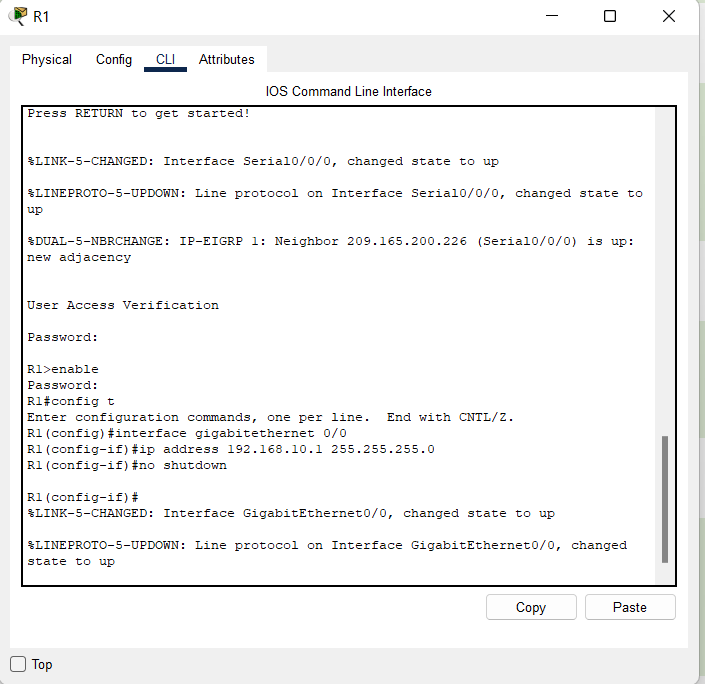 R1
Physical Config CLI Attributes
IOS Command Line Interface
Press RETURN to get started!
%LINK-5-CHANGED: Interface Serial0/0/0, changed state to up
%LINEPROTO-5-UPDOWN: Line protocol on Interface Serial0/0/0, changed state to
up
%DUAL-5-NBRCHANGE: IP-EIGRP 1: Neighbor 209.165.200.226 (Serial0/0/0) is up:
new adjacency
User Access Verification
Password:
R1>enable
Password:
R1#config t
Enter configuration commands, one per line.  End with CNTL/Z.
R1(config)#interface gigabitethernet 0/0
R1(config-if)#ip address 192.168.10.1 255.255.255.0
R1(config-if)#no shutdown
R1(config-if)#
%LINK-5-CHANGED: Interface GigabitEthernet0/0, changed state to up
%LINEPROTO-5-UPDOWN: Line protocol on Interface GigabitEthernet0/0, changed
state to up
Copy Paste
Top